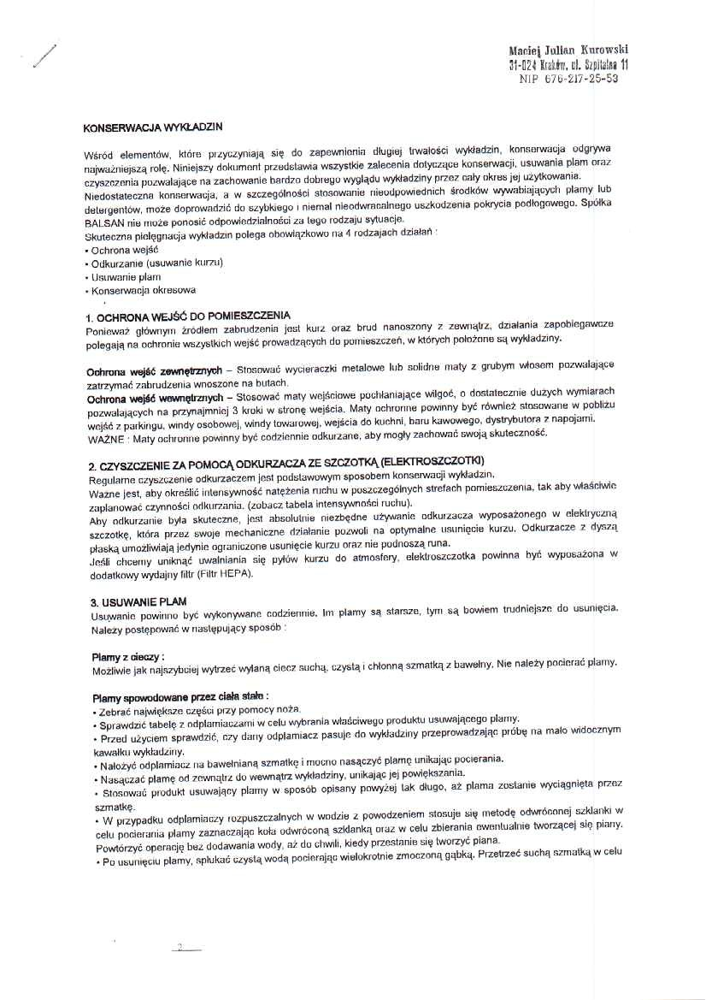 Maciej Julian Kurowski
31-024 Kraków, ul. Szpitalna 11
NIP 676-217-25-53
KONSERWACJA WYKŁADZIN
Wśród elementów, które przyczyniają się do zapewnienia długiej trwałości wykładzin, konserwacja odgrywa
najważniejszą rolę. Niniejszy dokument przedstawia wszystkie zalecenia dotyczące konserwacji, usuwania plam oraz
czyszczenia pozwalające na zachowanie bardzo dobrego wyglądu wykładziny przez cały okres jej użytkowania.
Niedostateczna konserwacja, a w szczególności stosowanie nieodpowiednich środków wywabiających plamy lub
detergentów, może doprowadzić do szybkiego i niemal nieodwracalnego uszkodzenia pokrycia podłogowego. Spółka
BALSAN nie może ponosić odpowiedzialności za tego rodzaju sytuacje.
Skuteczna pielęgnacja wykładzin polega obowiązkowo na 4 rodzajach działań :
• Ochrona wejść
• Odkurzanie (usuwanie kurzu)
• Usuwanie plam
• Konserwacja okresowa
1. OCHRONA WEJŚĆ DO POMIESZCZENIA
Ponieważ głównym źródłem zabrudzenia jest kurz oraz brud nanoszony z zewnątrz, działania zapobiegawcze
polegają na ochronie wszystkich wejść prowadzących do pomieszczeń, w których położone są wykładziny.
Ochrona wejść zewnętrznych – Stosować wycieraczki metalowe lub solidne maty z grubym włosem pozwalające
zatrzymać zabrudzenia wnoszone na butach.
Ochrona wejść wewnętrznych – Stosować maty wejściowe pochłaniające wilgoć, o dostatecznie dużych wymiarach
pozwalających na przynajmniej 3 kroki w stronę wejścia. Maty ochronne powinny być również stosowane w pobliżu
wejść z parkingu, windy osobowej, windy towarowej, wejścia do kuchni, baru kawowego, dystrybutora z napojami.
WAŻNE : Maty ochronne powinny być codziennie odkurzane, aby mogły zachować swoją skuteczność.
2. CZYSZCZENIE ZA POMOCĄ ODKURZACZA ZE SZCZOTKĄ (ELEKTROSZCZOTKI)
Regularne czyszczenie odkurzaczem jest podstawowym sposobem konserwacji wykładzin.
Ważne jest, aby określić intensywność natężenia ruchu w poszczególnych strefach pomieszczenia, tak aby właściwie
zaplanować czynności odkurzania. (zobacz tabela intensywności ruchu).
Aby odkurzanie była skuteczne, jest absolutnie niezbędne używanie odkurzacza wyposażonego w elektryczną
szczotkę, która przez swoje mechaniczne działanie pozwoli na optymalne usunięcie kurzu. Odkurzacze z dyszą
płaską umożliwiają jedynie ograniczone usunięcie kurzu oraz nie podnoszą runa.
Jeśli chcemy uniknąć uwalniania się pyłów kurzu do atmosfery, elektroszczotka powinna być wyposażona w
dodatkowy wydajny filtr (Filtr HEPA).
3. USUWANIE PLAM
Usuwanie powinno być wykonywane codziennie. Im plamy są starsze, tym są bowiem trudniejsze do usunięcia.
Należy postępować w następujący sposób :
Plamy z cieczy :
Możliwie jak najszybciej wytrzeć wylaną ciecz suchą, czystą i chłonną szmatką z bawełny. Nie należy pocierać plamy.
Plamy spowodowane przez ciała stałe :
• Zebrać największe części przy pomocy noża.
• Sprawdzić tabelę z odplamiaczami w celu wybrania właściwego produktu usuwającego plamy.
• Przed użyciem sprawdzić, czy dany odplamiacz pasuje do wykładziny przeprowadzając próbę na mało widocznym
kawałku wykładziny.
• Nałożyć odplamiacz na bawełnianą szmatkę i mocno nasączyć plamę unikając pocierania.
• Nasączać plamę od zewnątrz do wewnątrz wykładziny, unikając jej powiększania.
• Stosować produkt usuwający plamy w sposób opisany powyżej tak długo, aż plama zostanie wyciągnięta przez
szmatkę.
• W przypadku odplamiaczy rozpuszczalnych w wodzie z powodzeniem stosuje się metodę odwróconej szklanki w
celu pocierania plamy zaznaczając koła odwróconą szklanką oraz w celu zbierania ewentualnie tworzącej się piany.
Powtórzyć operację bez dodawania wody, aż do chwili, kiedy przestanie się tworzyć piana.
• Po usunięciu plamy, spłukać czystą wodą pocierając wielokrotnie zmoczoną gąbką. Przetrzeć suchą szmatką w celu
2